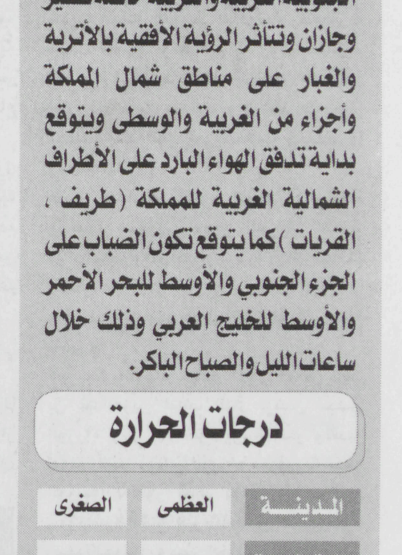 وجازان وتتأثر الرؤية الأفقية بالأتربة
والغبار على مناطق شمال المملكة
وأجزاء من الغربية والوسطى ويتوقع
بداية تدفق الهواء البارد على الأطراف
الشمالية الغربية للمملكة (طريف ،
القريات ) كما يتوقع تكون الضباب على
الجزء الجنوبي والأوسط للبحر الأحمر
والأوسط للخليج العربي وذلك خلال
ساعات الليل والصباح الباكر.
درجات الحرارة
المدينـــة العظمى الصغرى